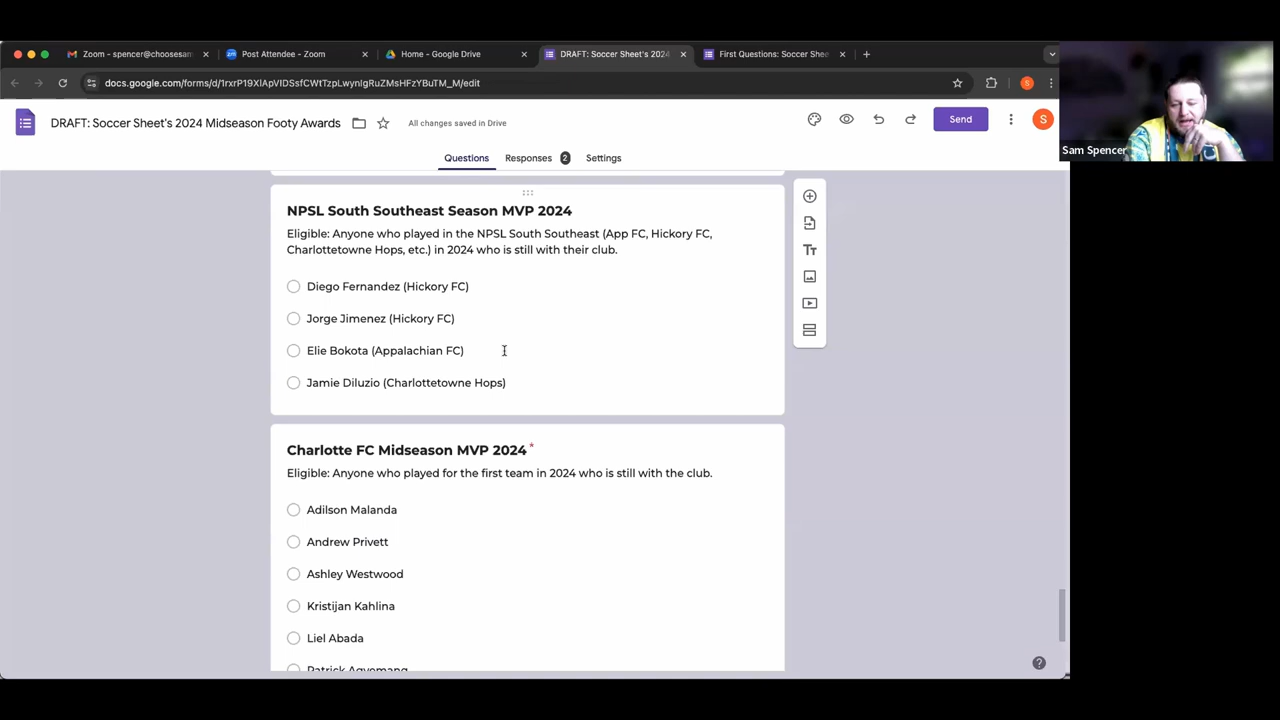 Zoom - spencer@choosesan
Post Attendee - Zoom
Home - Google Drive
DRAFT: Soccer Sheet's 2024
First Questions: Soccer Shee
docs.google.com/forms/d/1rxrP19XlApVIDSsfCWtTzpLwynIgRuZMsHFzYBuTM_M/edit
S
DRAFT: Soccer Sheet's 2024 Midseason Footy Awards
All changes saved in Drive
Send
S
Sam Spencer
Questions
Responses 2
Settings
NPSL South Southeast Season MVP 2024
Eligible: Anyone who played in the NPSL South Southeast (App FC, Hickory FC,
Charlottetowne Hops, etc.) in 2024 who is still with their club.
Diego Fernandez (Hickory FC)
Jorge Jimenez (Hickory FC)
Elie Bokota (Appalachian FC)
Jamie Diluzio (Charlottetowne Hops)
Tt
Charlotte FC Midseason MVP 2024 *
Eligible: Anyone who played for the first team in 2024 who is still with the club.
Adilson Malanda
Andrew Privett
Ashley Westwood
Kristijan Kahlina
Liel Abada
Patrick Agyemang